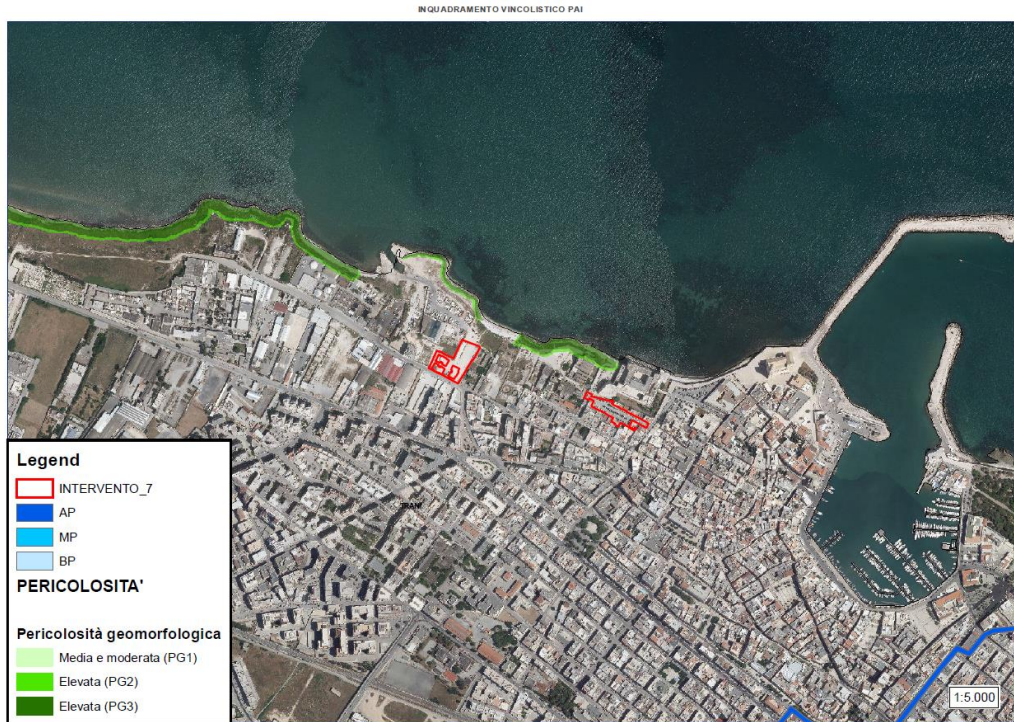 INQUADRAMENTO VINCOLISTICO PAI
TRANI
Legend
INTERVENTO_7
AP
MP
BP
PERICOLOSITA'
Pericolosità geomorfologica
Media e moderata (PG1)
Elevata (PG2)
Elevata (PG3)
1:5.000